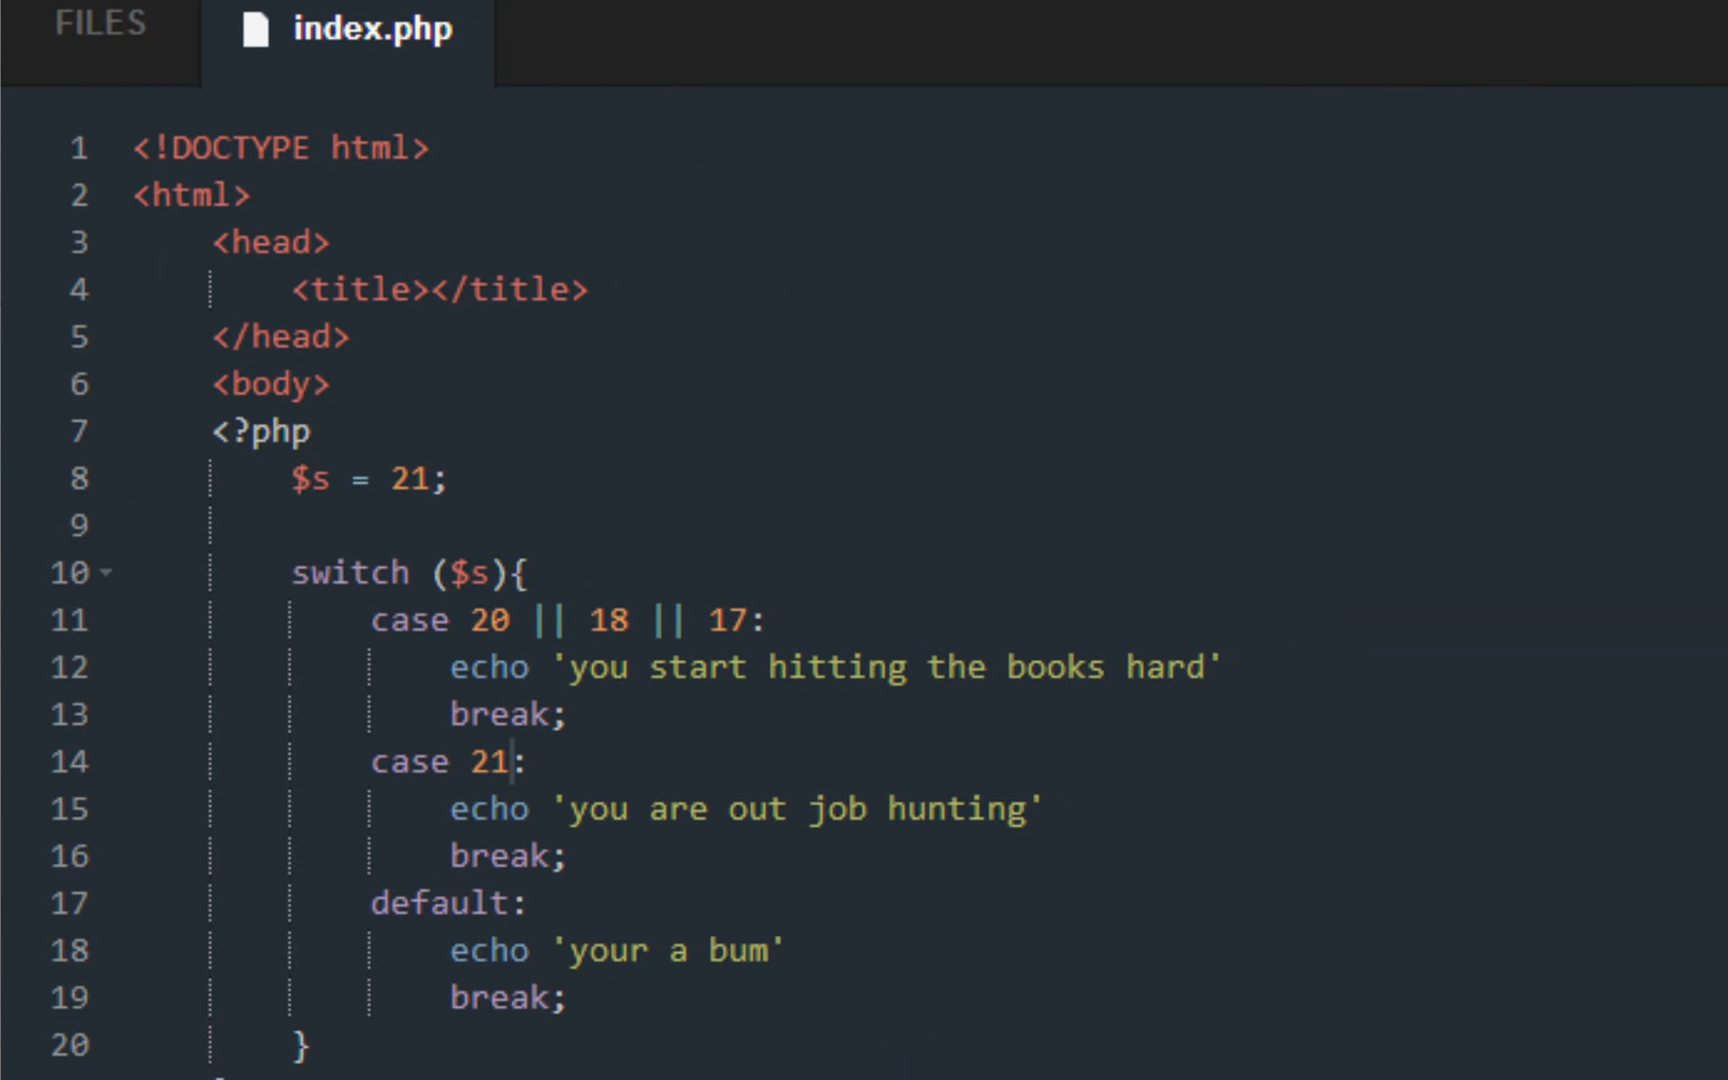 FILES
index.php
1 <!DOCTYPE html>
2 <html>
3 <head>
4 <title></title>
5 </head>
6 <body>
7 <?php
8 $s = 21;
9
10 switch ($s){
11 case 20 || 18 || 17:
12 echo 'you start hitting the books hard'
13 break;
14 case 21:
15 echo 'you are out job hunting'
16 break;
17 default:
18 echo 'your a bum'
19 break;
20 }